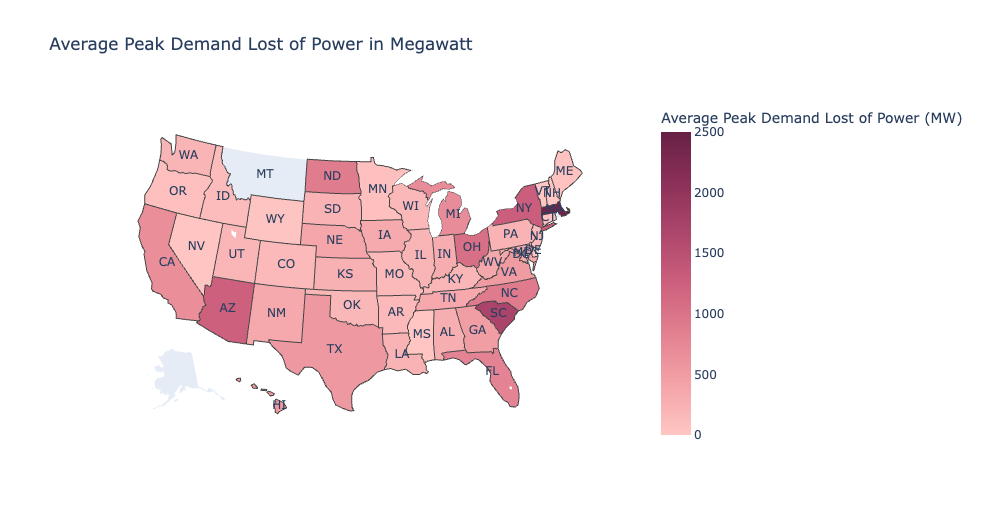 Average Peak Demand Lost of Power in Megawatt
Average Peak Demand Lost of Power (MW)
2500
2000
1500
1000
500
0
WA
MT
ND
MN
ME
VT
NH
OR
ID
SD
WI
MI
NY
CT
WY
NE
IA
PA
NJ
NV
UT
CO
IL
IN
OH
DE
CA
KS
MO
KY
WV
VA
AZ
NM
OK
AR
TN
NC
SC
TX
LA
MS
AL
GA
FL
HI